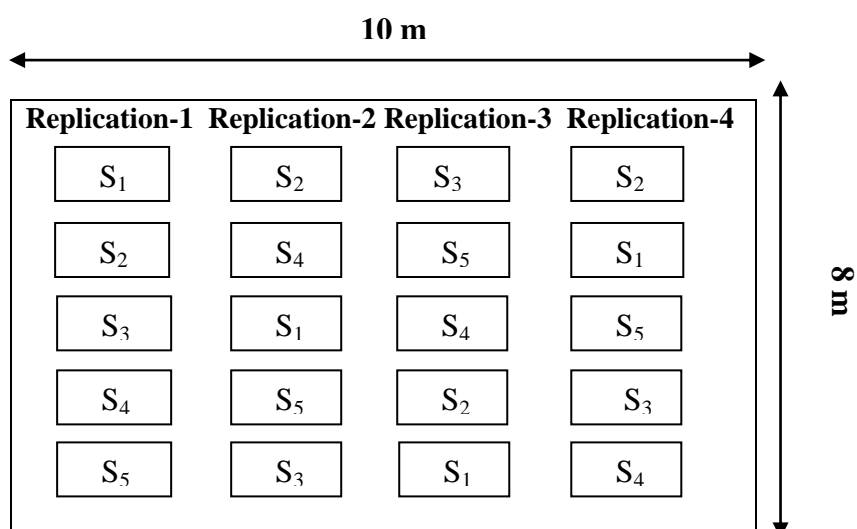 10 m
Replication-1 Replication-2 Replication-3 Replication-4
S₁ S₂ S₃ S₂
S₂ S₄ S₅ S₁
8 m
S₃ S₁ S₄ S₅
S₄ S₅ S₂ S₃
S₅ S₃ S₁ S₄